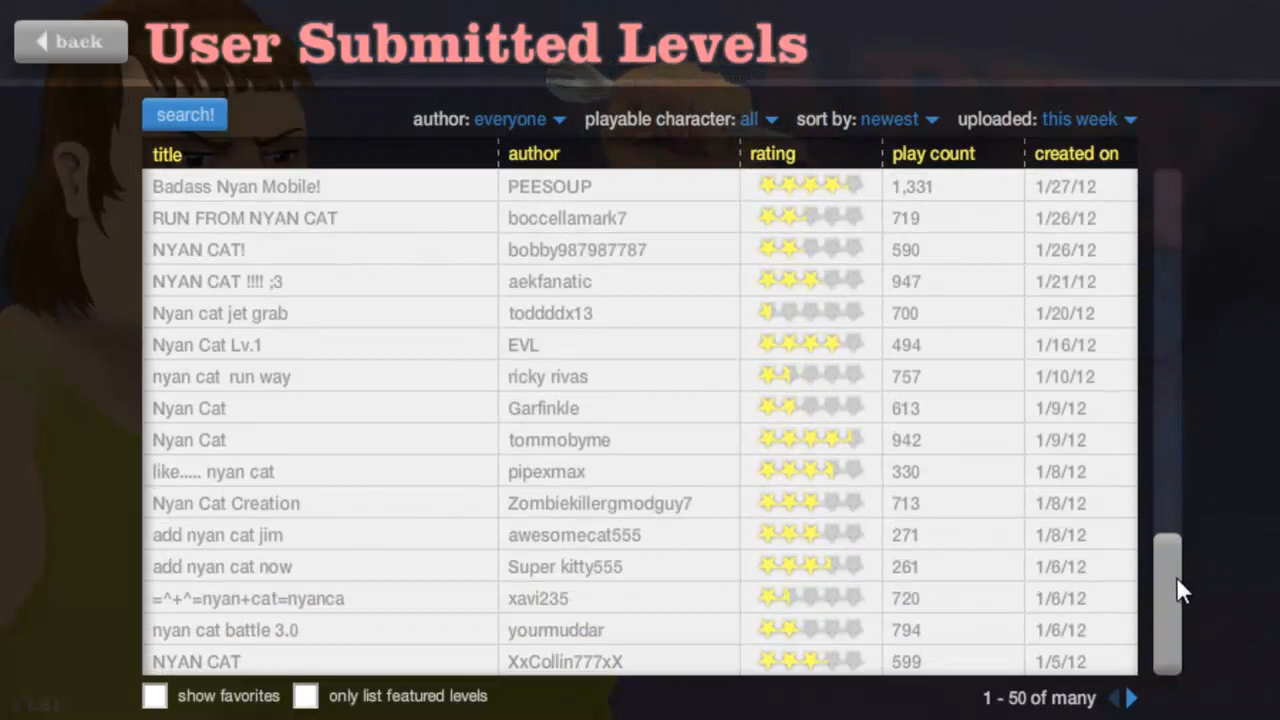 back
User Submitted Levels
search!
author: everyone playable character: all sort by: newest uploaded: this week
title author rating play count created on
Badass Nyan Mobile! PEESOUP 1,331 1/27/12
RUN FROM NYAN CAT boccellamark7 719 1/26/12
NYAN CAT! bobby987987787 590 1/26/12
NYAN CAT !!!! ;3 aekfanatic 947 1/21/12
Nyan cat jet grab toddddx13 700 1/20/12
Nyan Cat Lv.1 EVL 494 1/16/12
nyan cat run way ricky rivas 757 1/10/12
Nyan Cat Garfinkle 613 1/9/12
Nyan Cat tommobyme 942 1/9/12
like..... nyan cat pipexmax 330 1/8/12
Nyan Cat Creation Zombiekillergmodguy7 713 1/8/12
add nyan cat jim awesomecat555 271 1/8/12
add nyan cat now Super kitty555 261 1/6/12
=^+^=nyan+cat=nyanca xavi235 720 1/6/12
nyan cat battle 3.0 yourmuddar 794 1/6/12
NYAN CAT XxCollin777xX 599 1/5/12
show favorites only list featured levels 1 - 50 of many